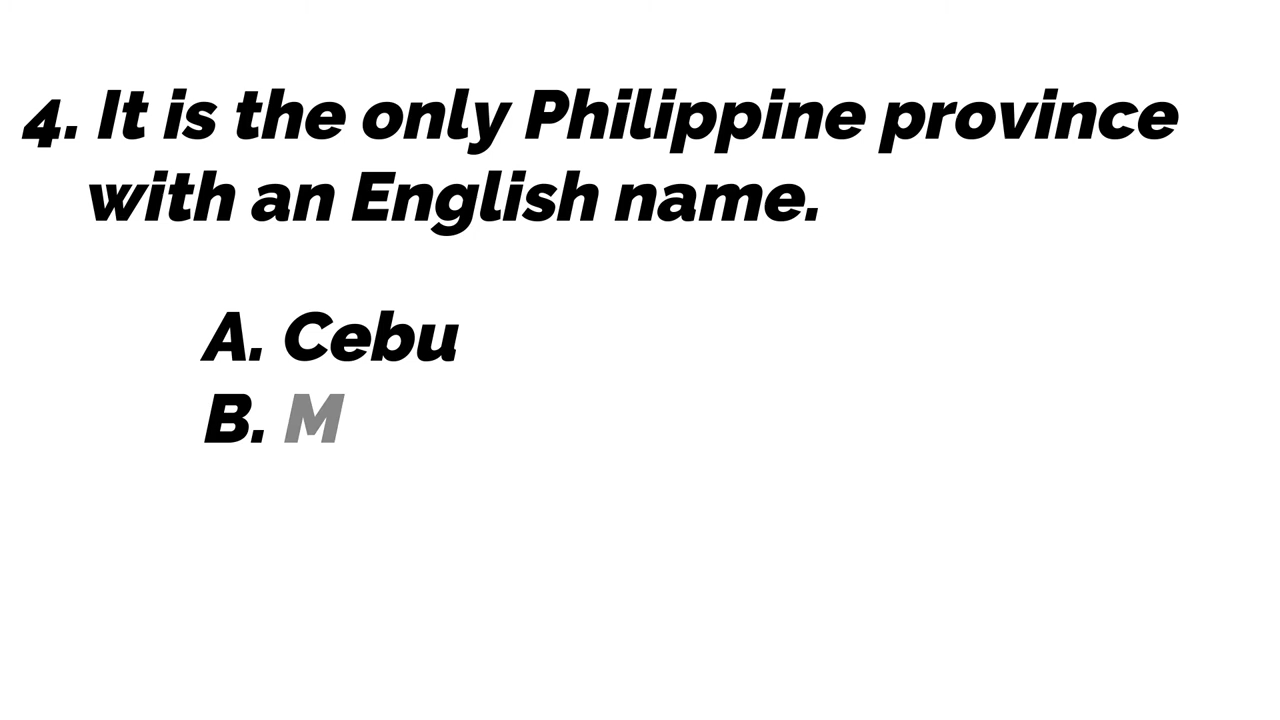 4. It is the only Philippine province
with an English name.
A. Cebu
B. M